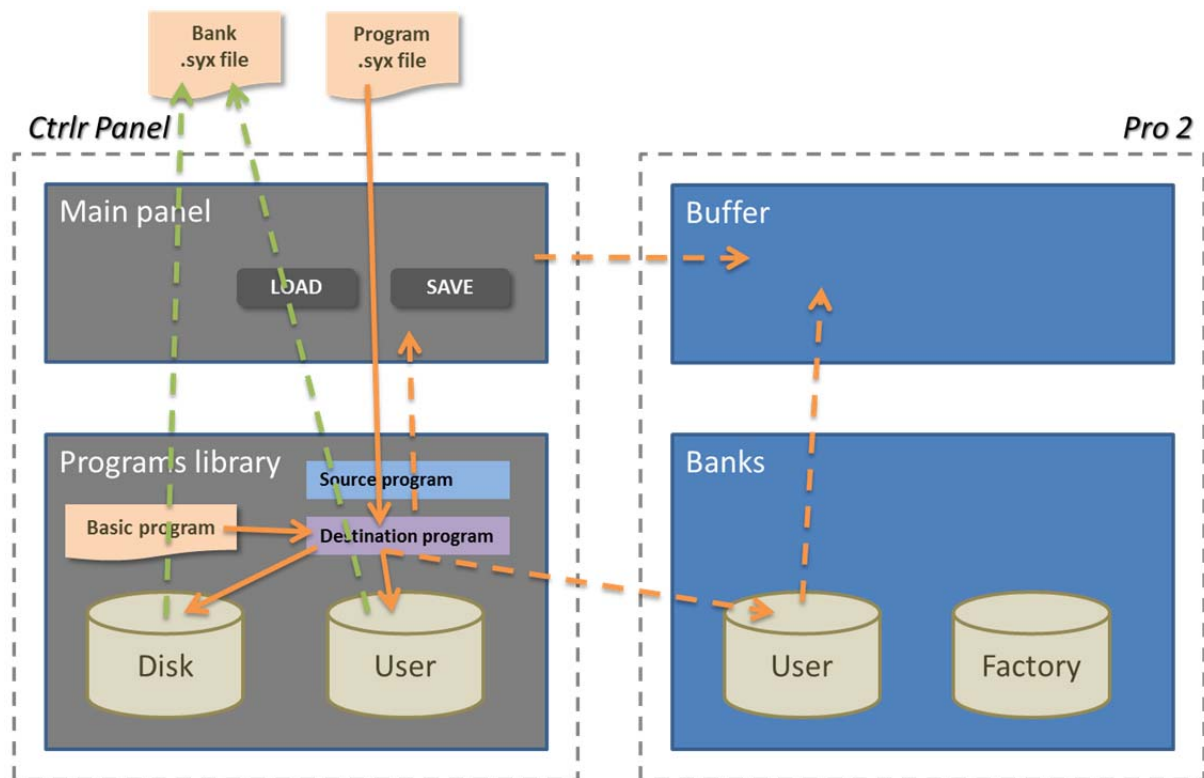 Bank
.syx file
Program
.syx file
Ctrlr Panel
Pro 2
Main panel
LOAD
SAVE
Buffer
Programs library
Source program
Basic program
Destination program
Disk
User
Banks
User
Factory